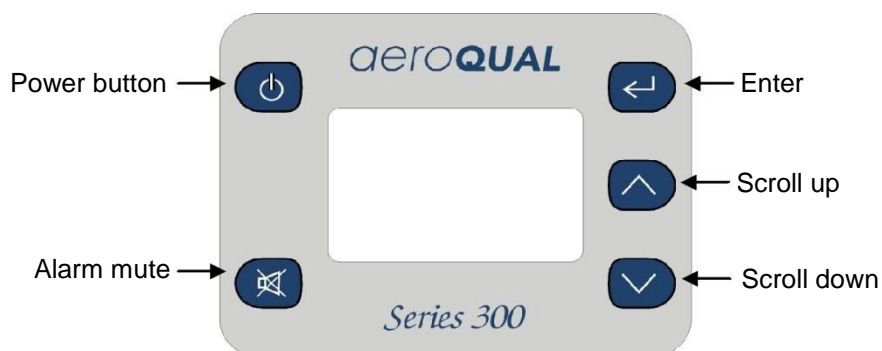 aeroQUAL
Power button
Enter
Scroll up
Alarm mute
Scroll down
Series 300